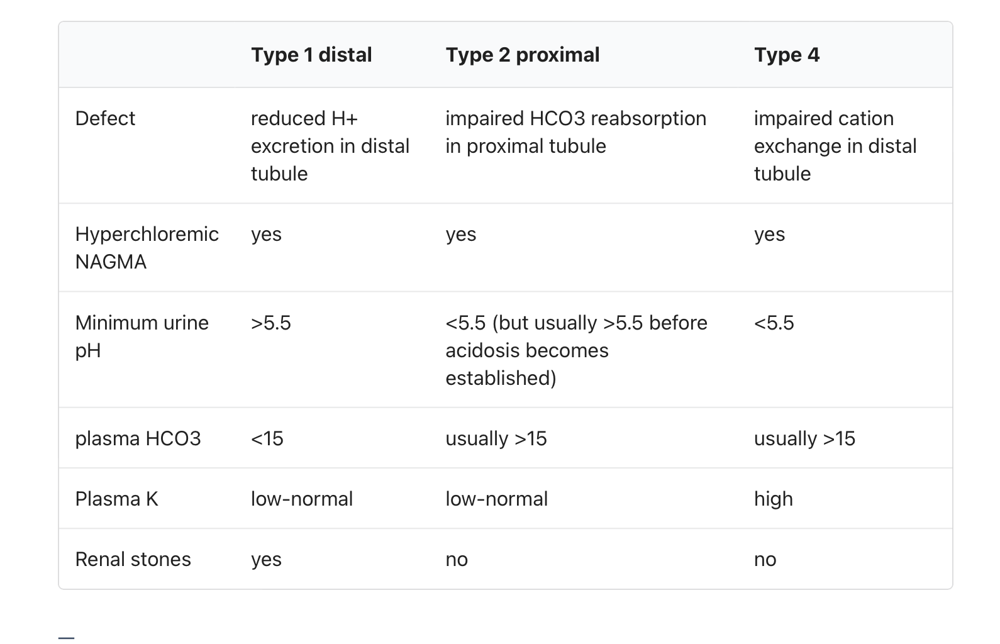 Type 1 distal Type 2 proximal Type 4
Defect reduced H+ impaired HCO3 reabsorption impaired cation
excretion in distal in proximal tubule exchange in distal
tubule tubule
Hyperchloremic yes yes yes
NAGMA
Minimum urine >5.5 <5.5 (but usually >5.5 before <5.5
pH acidosis becomes
established)
plasma HCO3 <15 usually >15 usually >15
Plasma K low-normal low-normal high
Renal stones yes no no